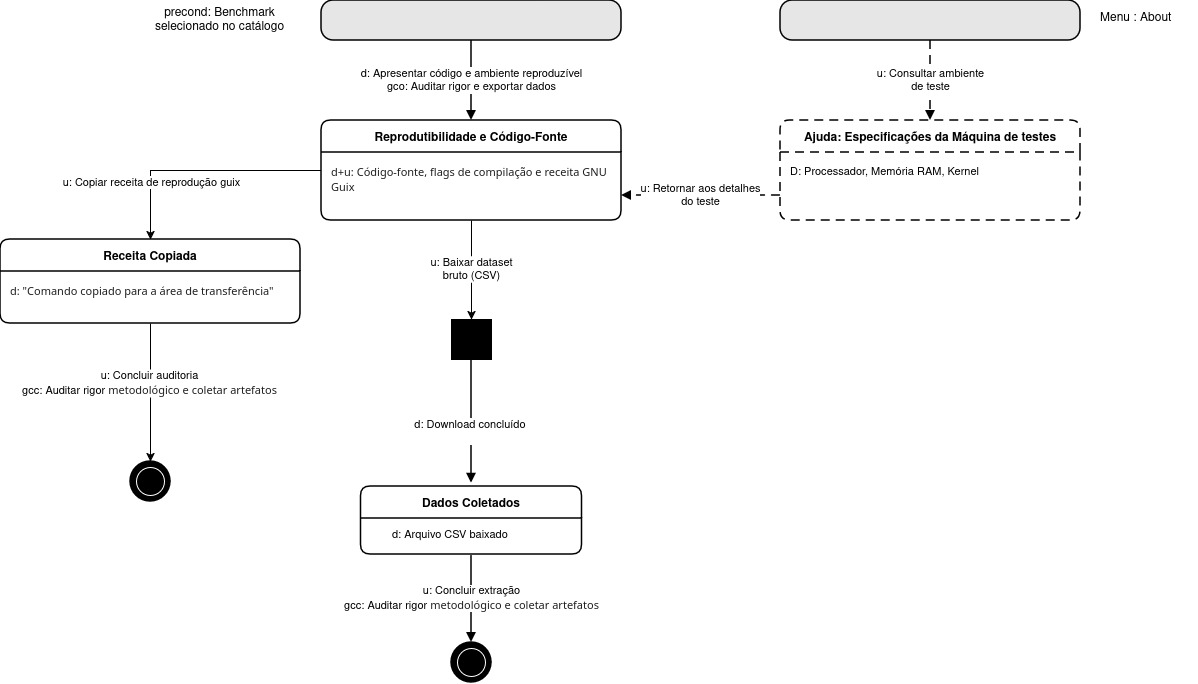 precond: Benchmark
selecionado no catálogo
Menu : About
d: Apresentar código e ambiente reproduzível
gco: Auditar rigor e exportar dados
u: Consultar ambiente
de teste
Reprodutibilidade e Código-Fonte
d+u: Código-fonte, flags de compilação e receita GNU
Guix
Ajuda: Especificações da Máquina de testes
D: Processador, Memória RAM, Kernel
u: Retornar aos detalhes
do teste
u: Copiar receita de reprodução guix
Receita Copiada
d: "Comando copiado para a área de transferência"
u: Baixar dataset
bruto (CSV)
u: Concluir auditoria
gcc: Auditar rigor metodológico e coletar artefatos
d: Download concluído
Dados Coletados
d: Arquivo CSV baixado
u: Concluir extração
gcc: Auditar rigor metodológico e coletar artefatos